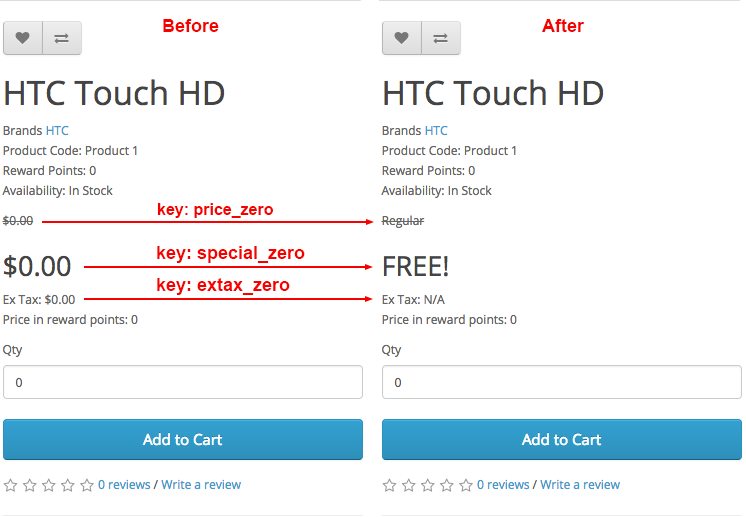 Before
HTC Touch HD
Brands HTC
Product Code: Product 1
Reward Points: 0
Availability: In Stock
$0.00
key: price_zero
$0.00
key: special_zero
Ex Tax: $0.00
key: extax_zero
Price in reward points: 0
Qty
0
Add to Cart
0 reviews / Write a review
After
HTC Touch HD
Brands HTC
Product Code: Product 1
Reward Points: 0
Availability: In Stock
Regular
FREE!
Ex Tax: N/A
Price in reward points: 0
Qty
0
Add to Cart
0 reviews / Write a review